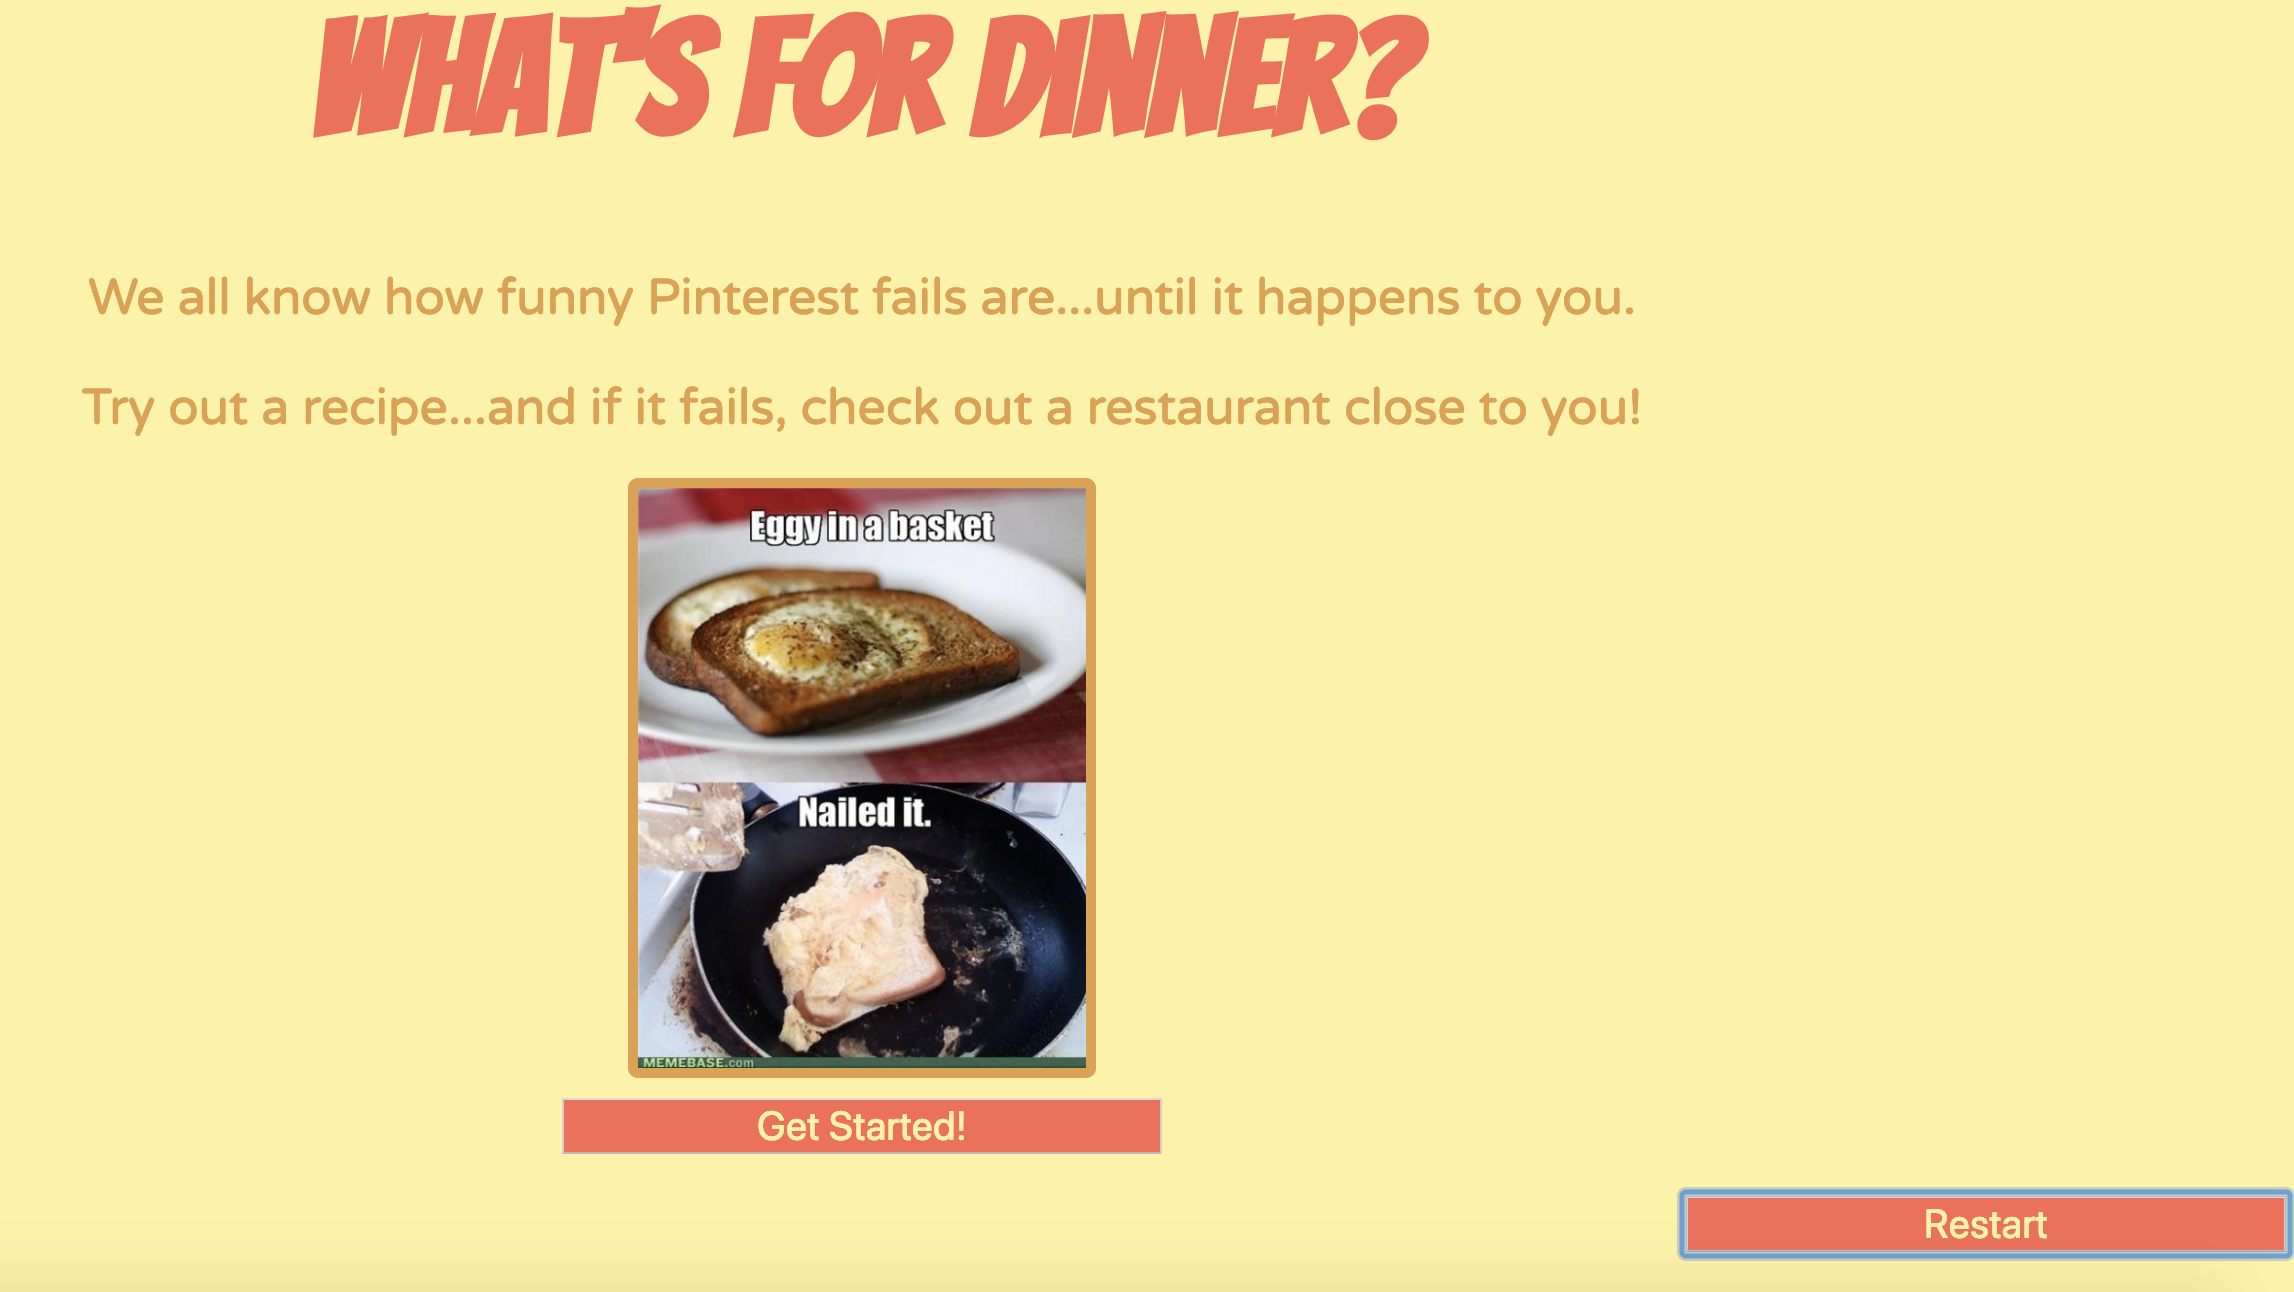 WHAT'S FOR DINNER?
We all know how funny Pinterest fails are...until it happens to you.
Try out a recipe...and if it fails, check out a restaurant close to you!
Eggy in a basket
Nailed it.
MEMEBASE.com
Get Started!
Restart